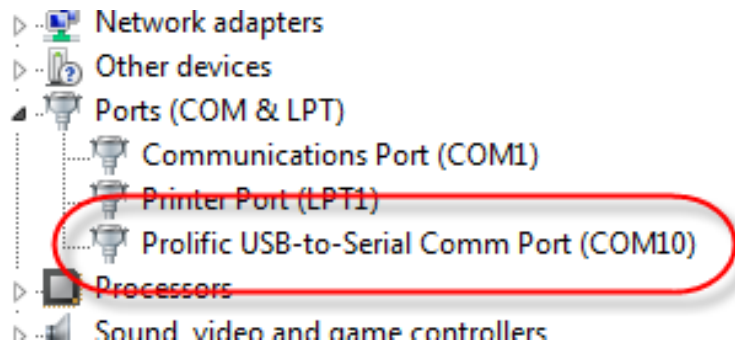 Network adapters
Other devices
Ports (COM & LPT)
Communications Port (COM1)
Printer Port (LPT1)
Prolific USB-to-Serial Comm Port (COM10)
Processors
Sound, video and game controllers